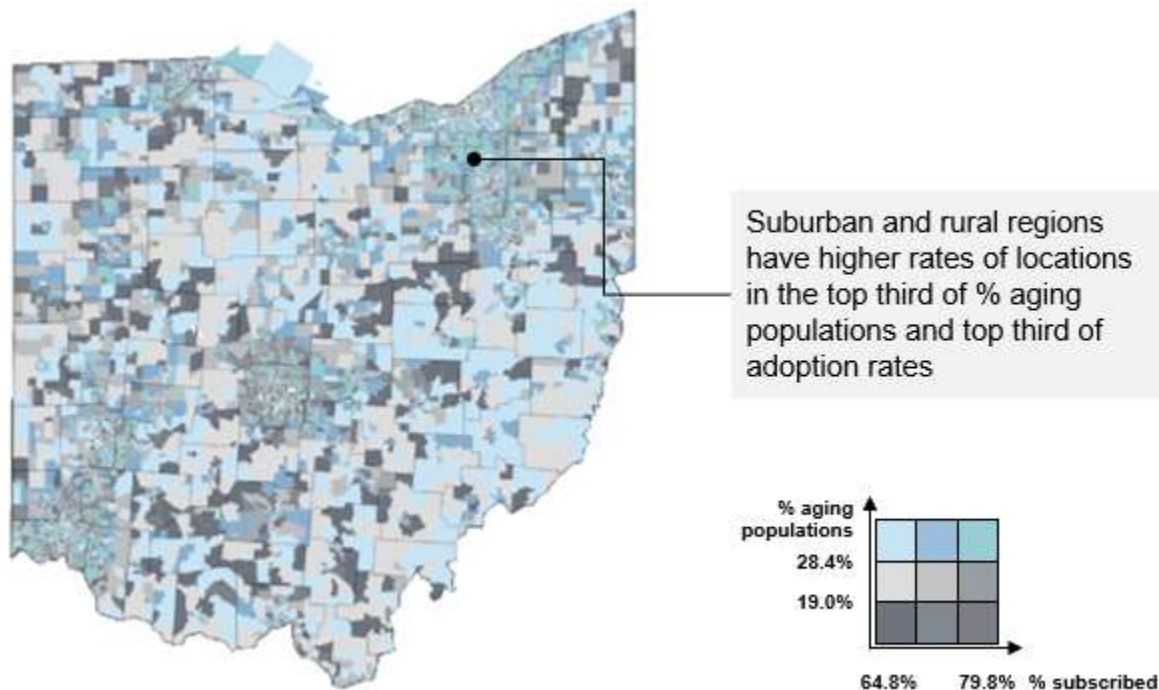 Suburban and rural regions
have higher rates of locations
in the top third of % aging
populations and top third of
adoption rates
% aging
populations
28.4%
19.0%
64.8% 79.8% % subscribed